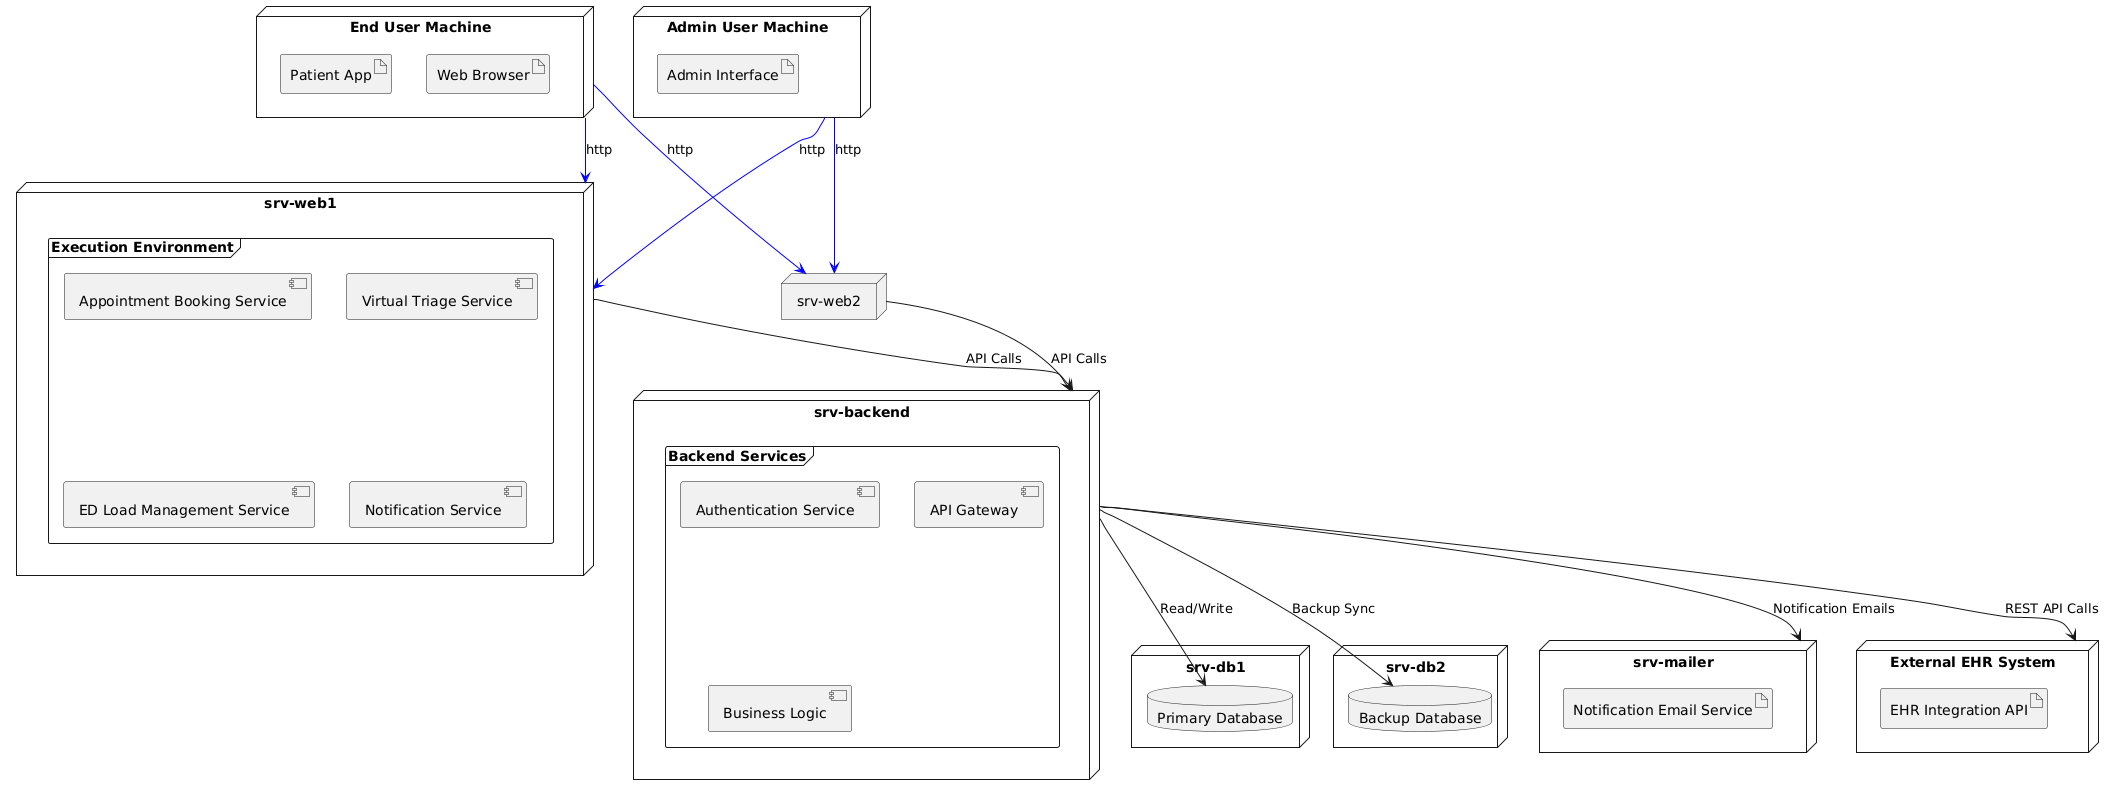 End User Machine
Patient App
Web Browser
Admin User Machine
Admin Interface
http
http
http
http
srv-web1
Execution Environment
Appointment Booking Service
Virtual Triage Service
ED Load Management Service
Notification Service
srv-web2
API Calls
API Calls
srv-backend
Backend Services
Authentication Service
API Gateway
Business Logic
Read/Write
Backup Sync
Notification Emails
REST API Calls
srv-db1
Primary Database
srv-db2
Backup Database
srv-mailer
Notification Email Service
External EHR System
EHR Integration API